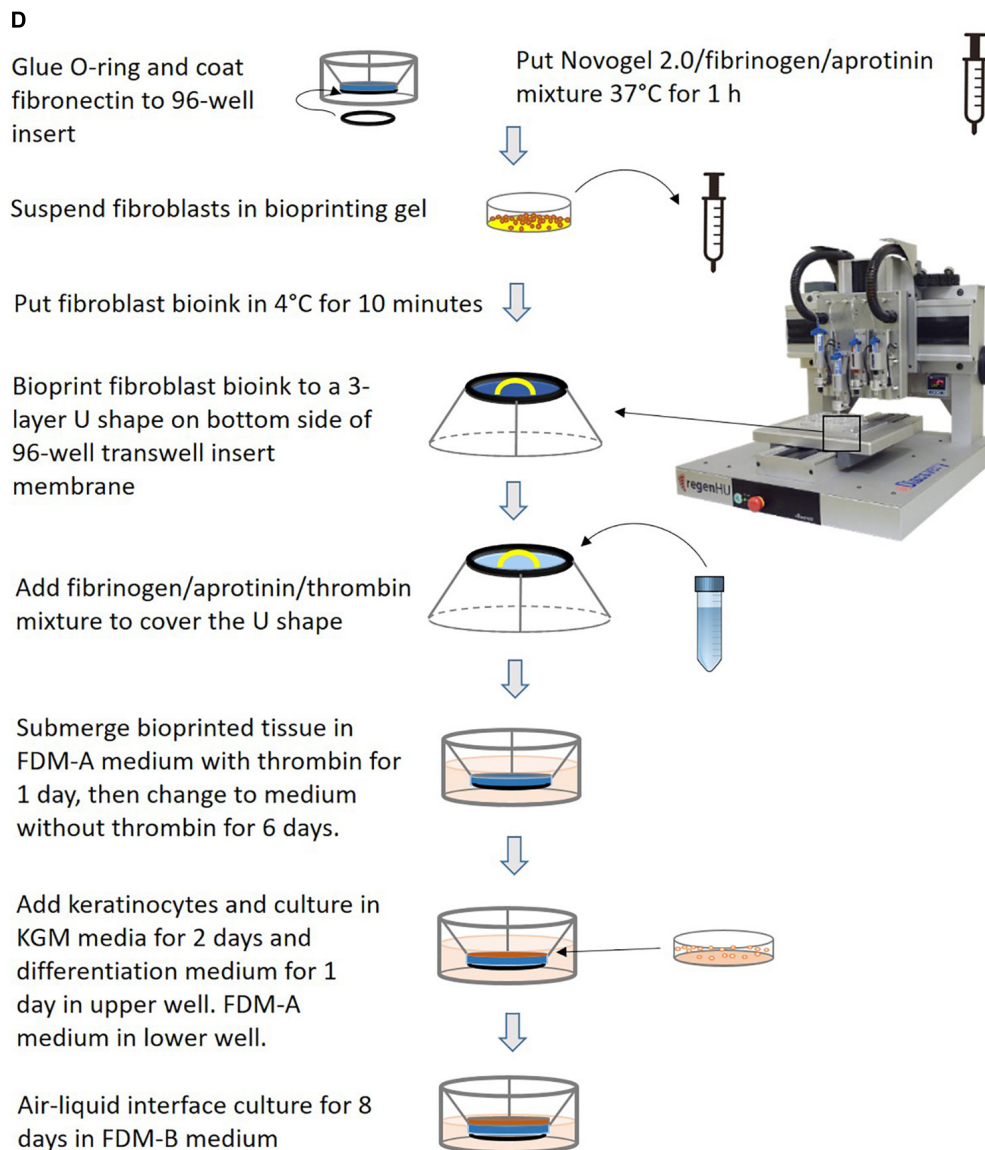 D
Glue O-ring and coat
fibronectin to 96-well
insert
Put Novogel 2.0/fibrinogen/aprotinin
mixture 37°C for 1 h
Suspend fibroblasts in bioprinting gel
Put fibroblast bioink in 4°C for 10 minutes
Bioprint fibroblast bioink to a 3-
layer U shape on bottom side of
96-well transwell insert
membrane
regenHU
Discovery
Add fibrinogen/aprotinin/thrombin
mixture to cover the U shape
Submerge bioprinted tissue in
FDM-A medium with thrombin for
1 day, then change to medium
without thrombin for 6 days.
Add keratinocytes and culture in
KGM media for 2 days and
differentiation medium for 1
day in upper well. FDM-A
medium in lower well.
Air-liquid interface culture for 8
days in FDM-B medium